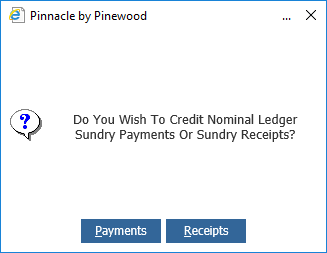 Pinnacle by Pinewood
...
?
Do You Wish To Credit Nominal Ledger
Sundry Payments Or Sundry Receipts?
Payments Receipts